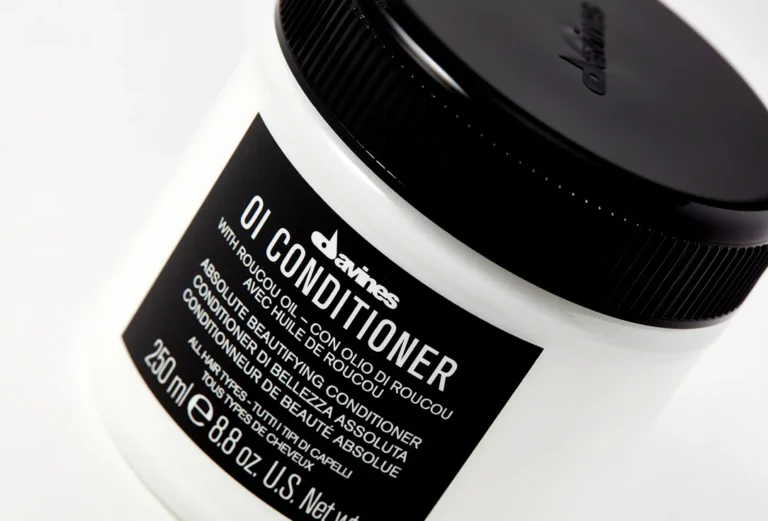 davines
davines
OI CONDITIONER
WITH ROUCOU OIL – CON OLIO DI ROUCOU
AVEC HUILE DE ROUCOU
ABSOLUTE BEAUTIFYING CONDITIONER
CONDITIONER DI BELLEZZA ASSOLUTA
CONDITIONNEUR DE BEAUTÉ ABSOLUE
ALL HAIR TYPES - TUTTI I TIPI DI CAPELLI
TOUS TYPES DE CHEVEUX
250 ml ℮ 8.8 oz. U.S. Net